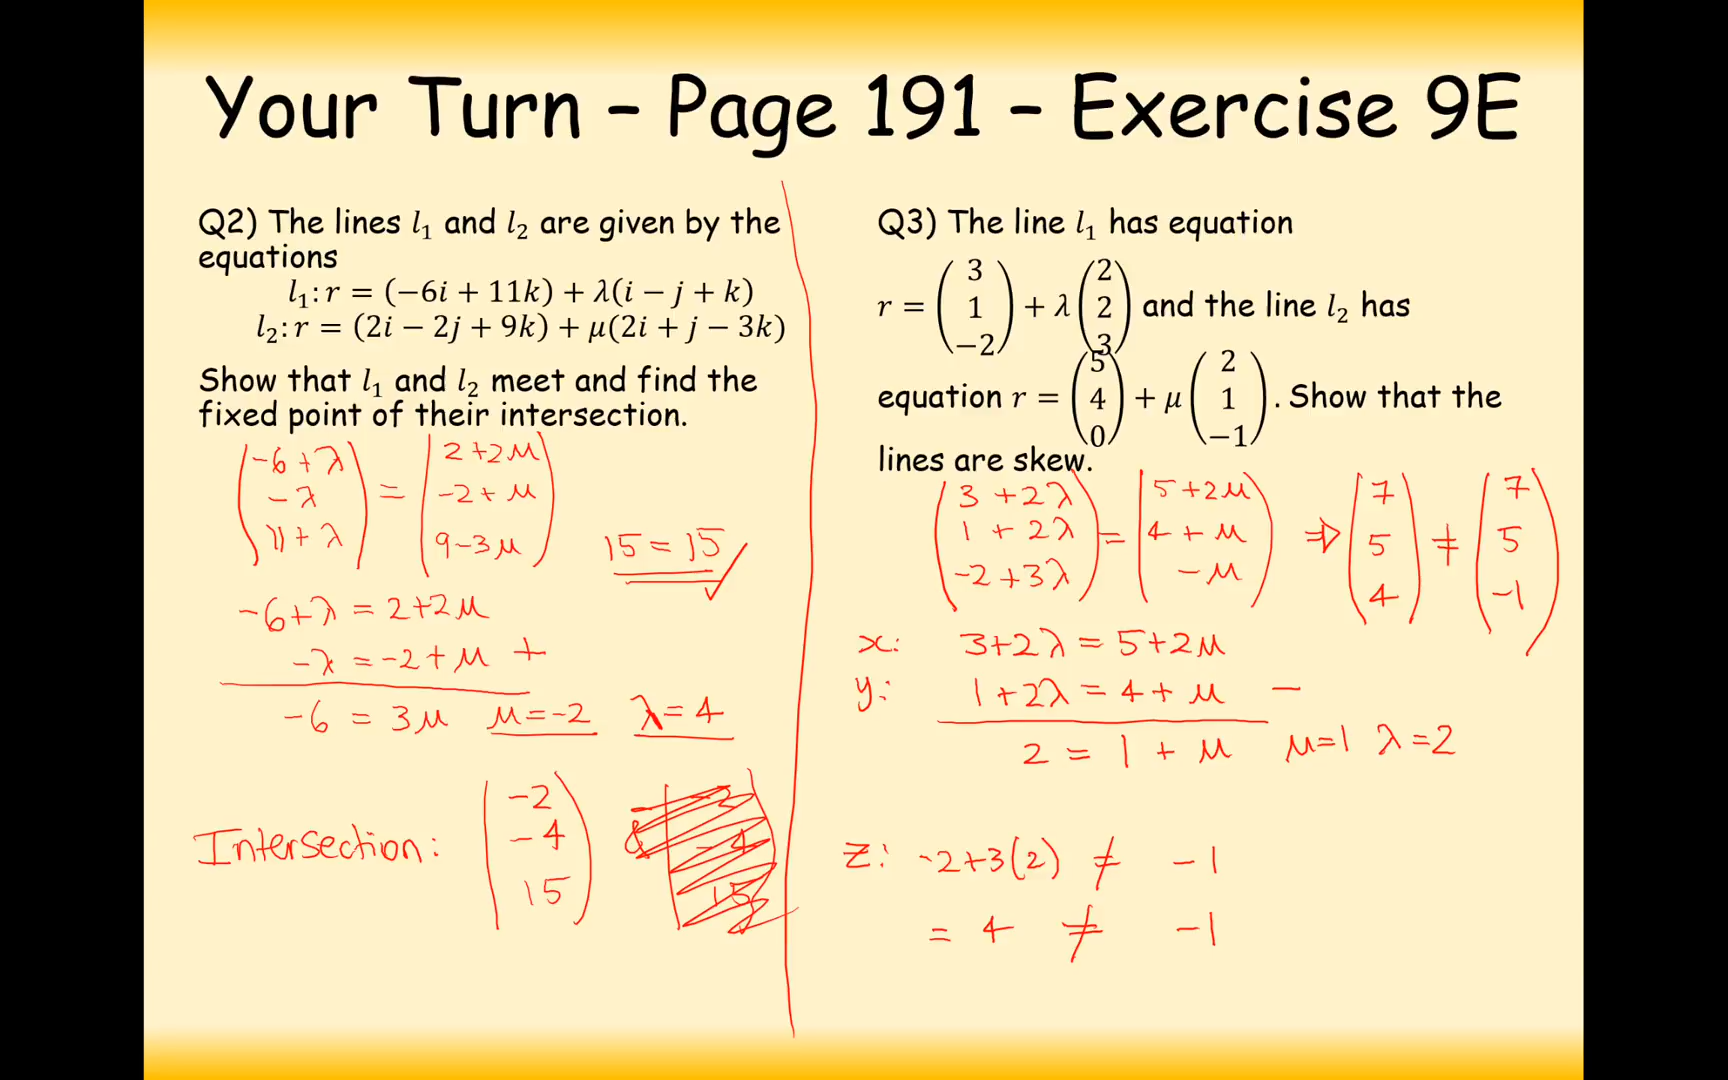 Your Turn – Page 191 – Exercise 9E
Q2) The lines l₁ and l₂ are given by the
equations
l₁: r = (−6i + 11k) + λ(i − j + k)
l₂: r = (2i − 2j + 9k) + μ(2i + j − 3k)
Show that l₁ and l₂ meet and find the
fixed point of their intersection.
(-6+λ) = (2+2μ)
(-λ) (-2+μ)
(11+λ) (9-3μ)
15 = 15 ✓
-6+λ = 2+2μ
-λ = -2+μ +
-6 = 3μ μ=-2 λ=4
Intersection: (-2, -4, 15)
& (-2, -4, 15)
Q3) The line l₁ has equation
r = (3, 1, −2) + λ (2, 2, 3) and the line l₂ has
equation r = (5, 4, 0) + μ (2, 1, −1). Show that the
lines are skew.
(3+2λ) = (5+2μ) ⇒ (7) ≠ (7)
(1+2λ) (4+μ) (5) (5)
(-2+3λ) (-μ) (4) (-1)
x: 3+2λ = 5+2μ
y: 1+2λ = 4+μ −
2 = 1+μ μ=1 λ=2
z: -2+3(2) ≠ -1
= 4 ≠ -1